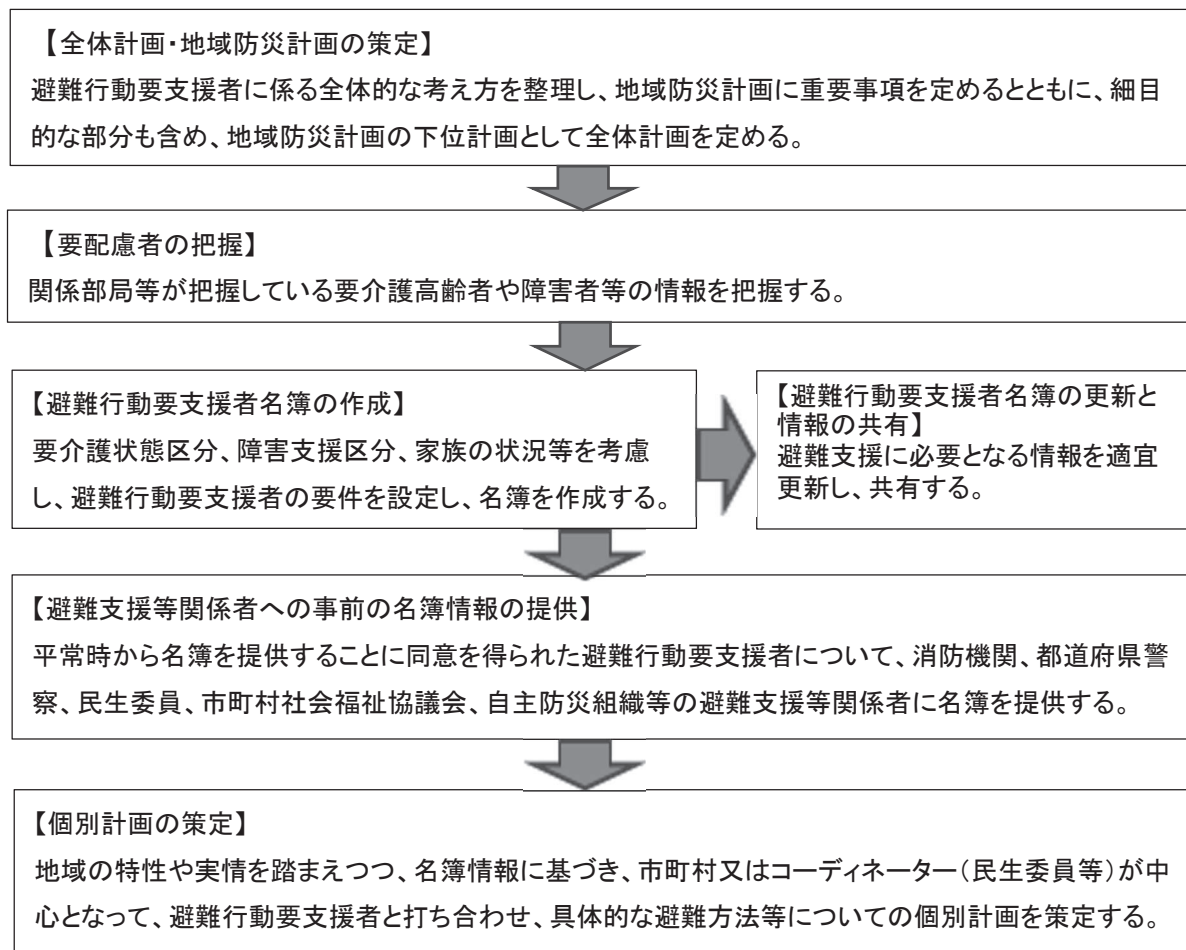 【全体計画・地域防災計画の策定】
避難行動要支援者に係る全体的な考え方を整理し、地域防災計画に重要事項を定めるとともに、細目
的な部分も含め、地域防災計画の下位計画として全体計画を定める。
【要配慮者の把握】
関係部局等が把握している要介護高齢者や障害者等の情報を把握する。
【避難行動要支援者名簿の作成】
要介護状態区分、障害支援区分、家族の状況等を考慮
し、避難行動要支援者の要件を設定し、名簿を作成する。
【避難行動要支援者名簿の更新と
情報の共有】
避難支援に必要となる情報を適宜
更新し、共有する。
【避難支援等関係者への事前の名簿情報の提供】
平常時から名簿を提供することに同意を得られた避難行動要支援者について、消防機関、都道府県警
察、民生委員、市町村社会福祉協議会、自主防災組織等の避難支援等関係者に名簿を提供する。
【個別計画の策定】
地域の特性や実情を踏まえつつ、名簿情報に基づき、市町村又はコーディネーター(民生委員等)が中
心となって、避難行動要支援者と打ち合わせ、具体的な避難方法等についての個別計画を策定する。